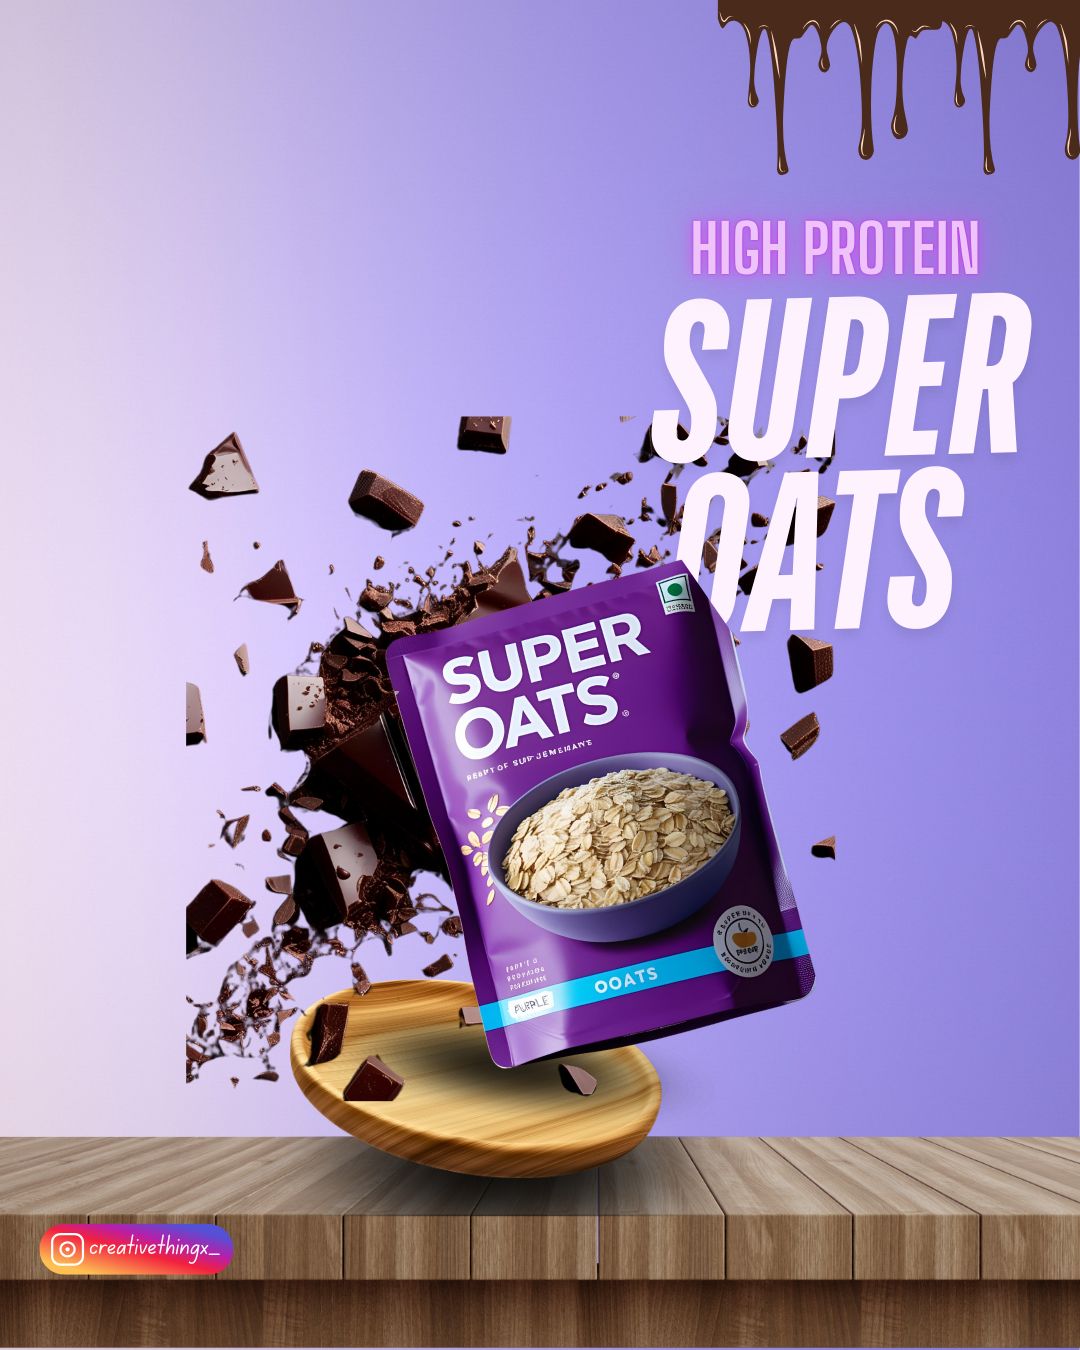 HIGH PROTEIN
SUPER
OATS
SUPER
OATS
OOATS
PURPLE
creativethingx_